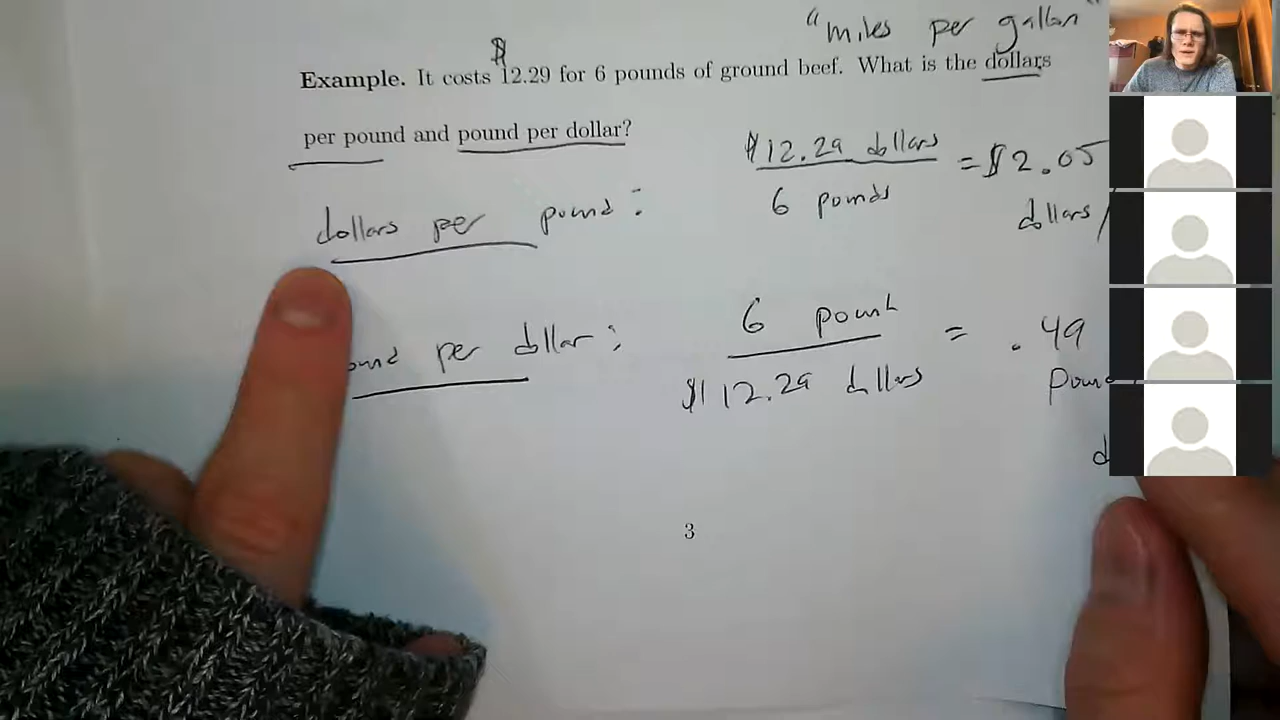 "miles per gallon"
$
Example. It costs 12.29 for 6 pounds of ground beef. What is the dollars
per pound and pound per dollar?
dollars per pound:
$12.29 dollars
6 pounds
= $2.05
dollars/
per dollar:
6 pound
$12.29 dollars
= .49
3